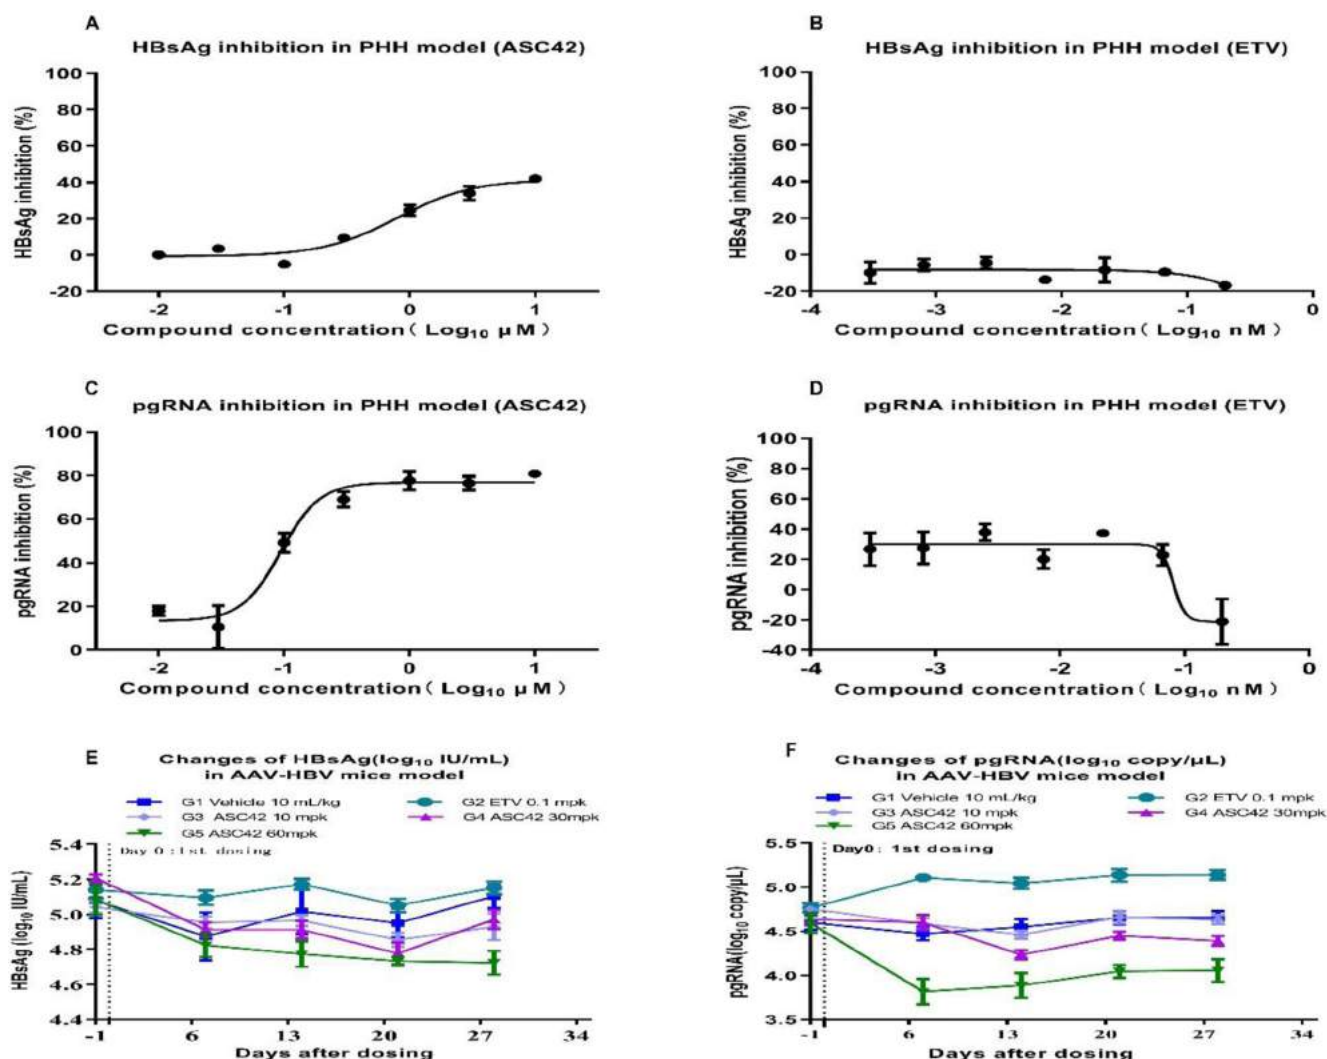 A
HBsAg inhibition in PHH model (ASC42)
HBsAg inhibition (%)
100
80
60
40
20
0
-20
-2
-1
0
1
Compound concentration( Log10 μM)
B
HBsAg inhibition in PHH model (ETV)
HBsAg inhibition (%)
100
80
60
40
20
0
-20
-4
-3
-2
-1
0
Compound concentration( Log10 nM)
C
pgRNA inhibition in PHH model (ASC42)
pgRNA inhibition (%)
100
80
60
40
20
0
-2
-1
0
1
Compound concentration( Log10 μM)
D
pgRNA inhibition in PHH model (ETV)
pgRNA inhibition (%)
100
80
60
40
20
0
-20
-40
-4
-3
-2
-1
0
Compound concentration( Log10 nM)
E
Changes of HBsAg(log10 IU/mL)
in AAV-HBV mice model
G1 Vehicle 10 mL/kg
G2 ETV 0.1 mpk
G3 ASC42 10 mpk
G4 ASC42 30mpk
G5 ASC42 60mpk
Day 0 :1st dosing
HBsAg (log10 IU/mL)
5.4
5.2
5.0
4.8
4.6
4.4
-1
6
13
20
27
34
Days after dosing
F
Changes of pgRNA(log10 copy/μL)
in AAV-HBV mice model
G1 Vehicle 10 mL/kg
G2 ETV 0.1 mpk
G3 ASC42 10 mpk
G4 ASC42 30mpk
G5 ASC42 60mpk
Day0: 1st dosing
pgRNA(log10 copy/μL)
5.5
5.0
4.5
4.0
3.5
-1
6
13
20
27
34
Days after dosing